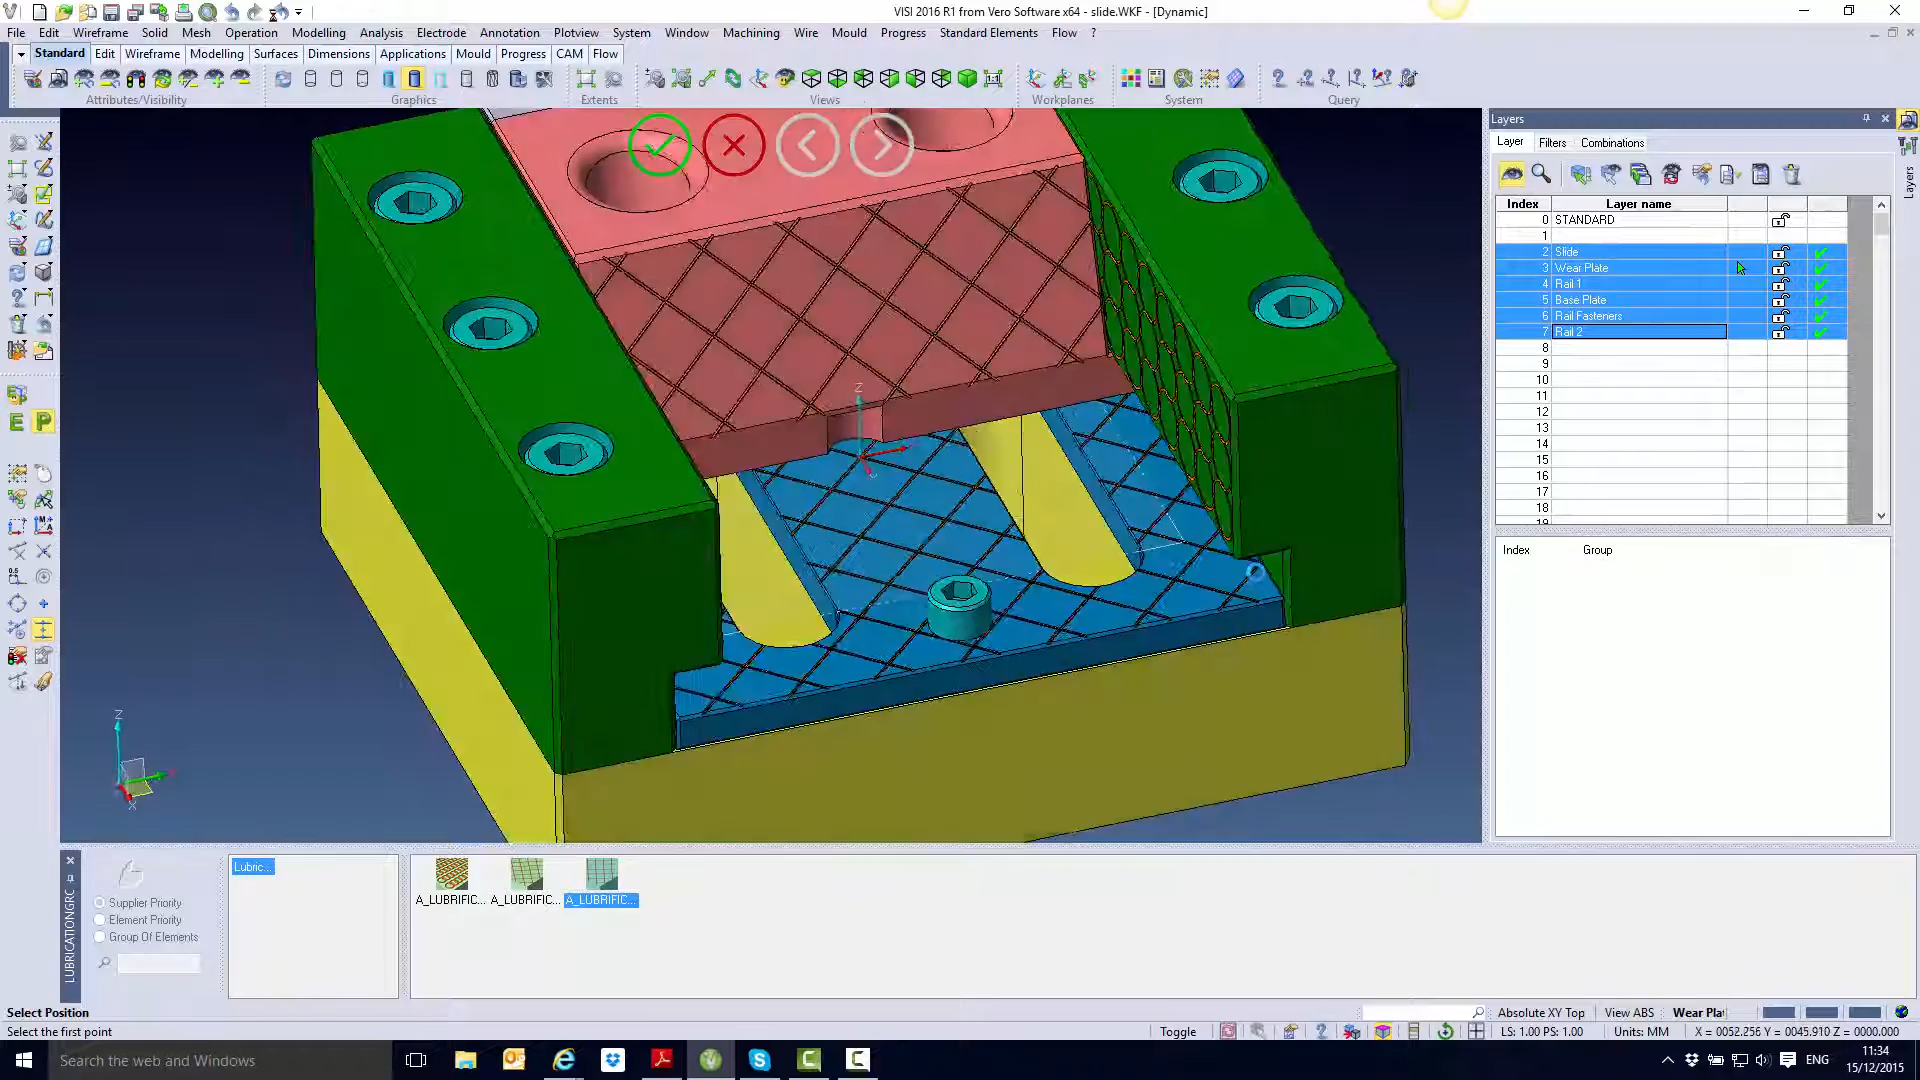 VISI 2016 R1 from Vero Software x64 - slide.WKF - [Dynamic]
File Edit Wireframe Solid Mesh Operation Modelling Analysis Electrode Annotation Plotview System Window Machining Wire Mould Progress Standard Elements Flow ?
Standard Edit Wireframe Modelling Surfaces Dimensions Applications Mould Progress CAM Flow
Attributes/Visibility Graphics Extents Views Workplanes System Query
Layers
Layer Filters Combinations
Index Layer name
0 STANDARD
1
2 Slide
3 Wear Plate
4 Rail 1
5 Base Plate
6 Rail Fasteners
7 Rail 2
8
9
10
11
12
13
14
15
16
17
18
19
Index Group
Layers
E P
Z
Z
X
LUBRICATIONGRC
Supplier Priority
Element Priority
Group Of Elements
Lubric...
A_LUBRIFIC... A_LUBRIFIC... A_LUBRIFIC...
Select Position
Absolute XY Top View ABS Wear Pla
Select the first point
Toggle LS: 1.00 PS: 1.00 Units: MM X = 0052.256 Y = 0045.910 Z = 0000.000
Search the web and Windows
ENG
11:34
15/12/2015